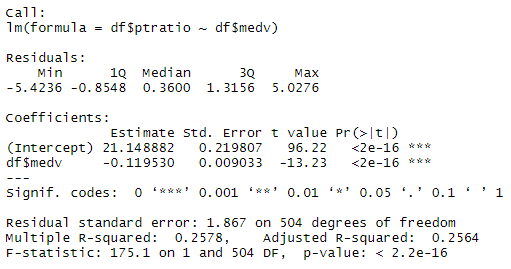 Call:
lm(formula = df$ptratio ~ df$medv)
Residuals:
    Min      1Q  Median      3Q     Max
-5.4236 -0.8548  0.3600  1.3156  5.0276
Coefficients:
             Estimate Std. Error t value Pr(>|t|)
(Intercept) 21.148882   0.219807   96.22   <2e-16 ***
df$medv     -0.119530   0.009033  -13.23   <2e-16 ***
---
Signif. codes:  0 ‘***’ 0.001 ‘**’ 0.01 ‘*’ 0.05 ‘.’ 0.1 ‘ ’ 1
Residual standard error: 1.867 on 504 degrees of freedom
Multiple R-squared:  0.2578,    Adjusted R-squared:  0.2564
F-statistic: 175.1 on 1 and 504 DF,  p-value: < 2.2e-16